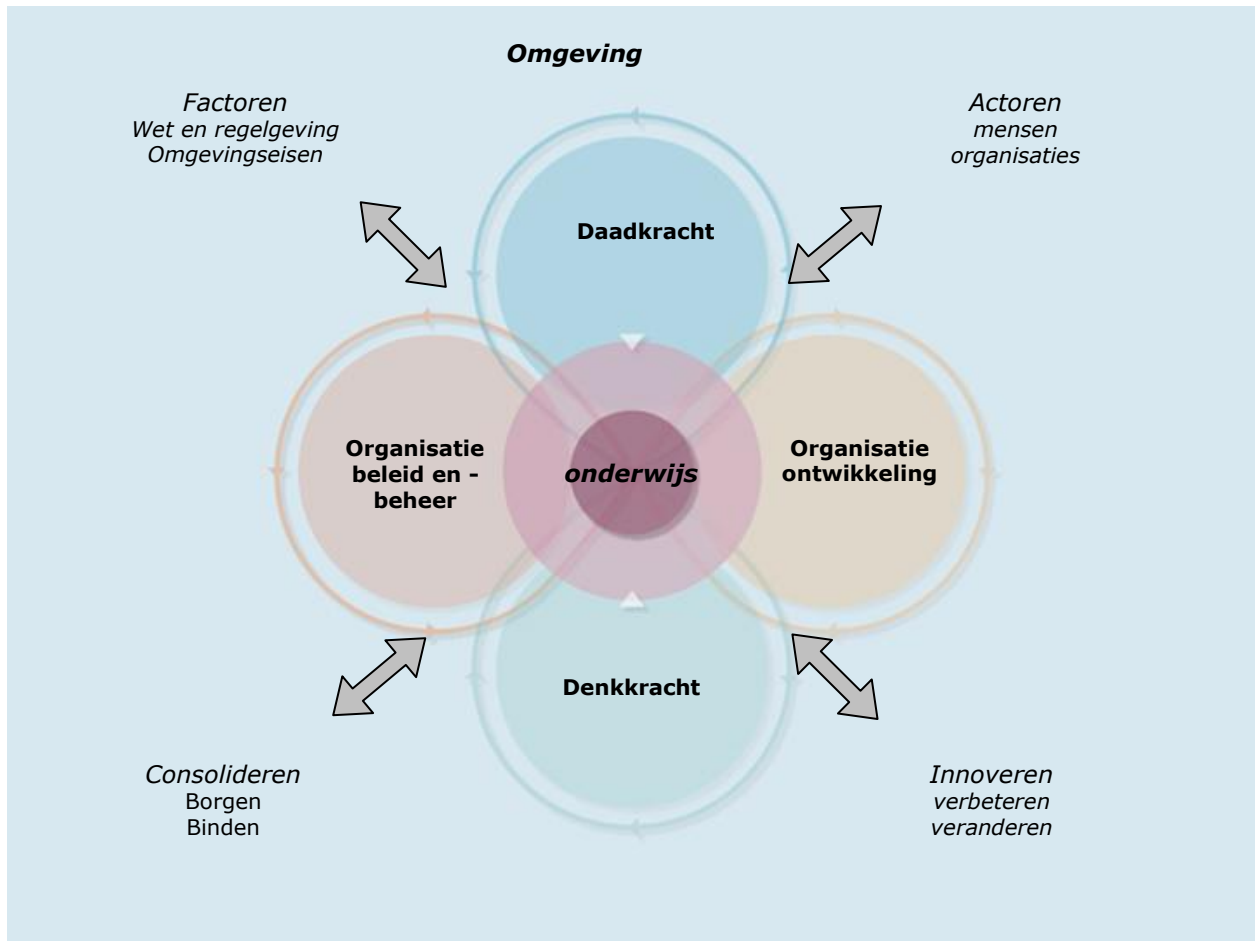 Omgeving
Factoren
Wet en regelgeving
Omgevingseisen
Actoren
mensen
organisaties
Daadkracht
Organisatie
beleid en -
beheer
onderwijs
Organisatie
ontwikkeling
Denkkracht
Consolideren
Borgen
Binden
Innoveren
verbeteren
veranderen